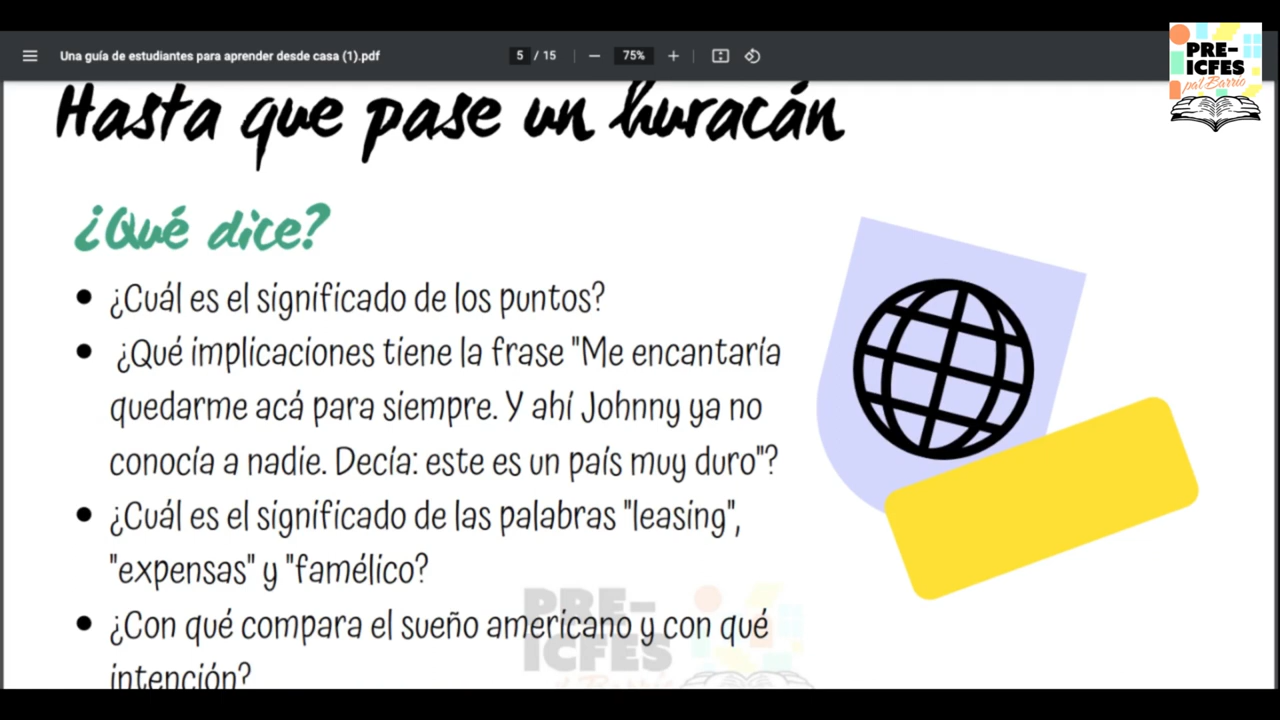 Una guía de estudiantes para aprender desde casa (1).pdf
5 / 15
75%
PRE-
ICFES
pa'l Barrio
Hasta que pase un huracán
¿Qué dice?
• ¿Cuál es el significado de los puntos?
• ¿Qué implicaciones tiene la frase "Me encantaría
quedarme acá para siempre. Y ahí Johnny ya no
conocía a nadie. Decía: este es un país muy duro"?
• ¿Cuál es el significado de las palabras "leasing",
"expensas" y "famélico?
• ¿Con qué compara el sueño americano y con qué
intención?
PRE-
ICFES